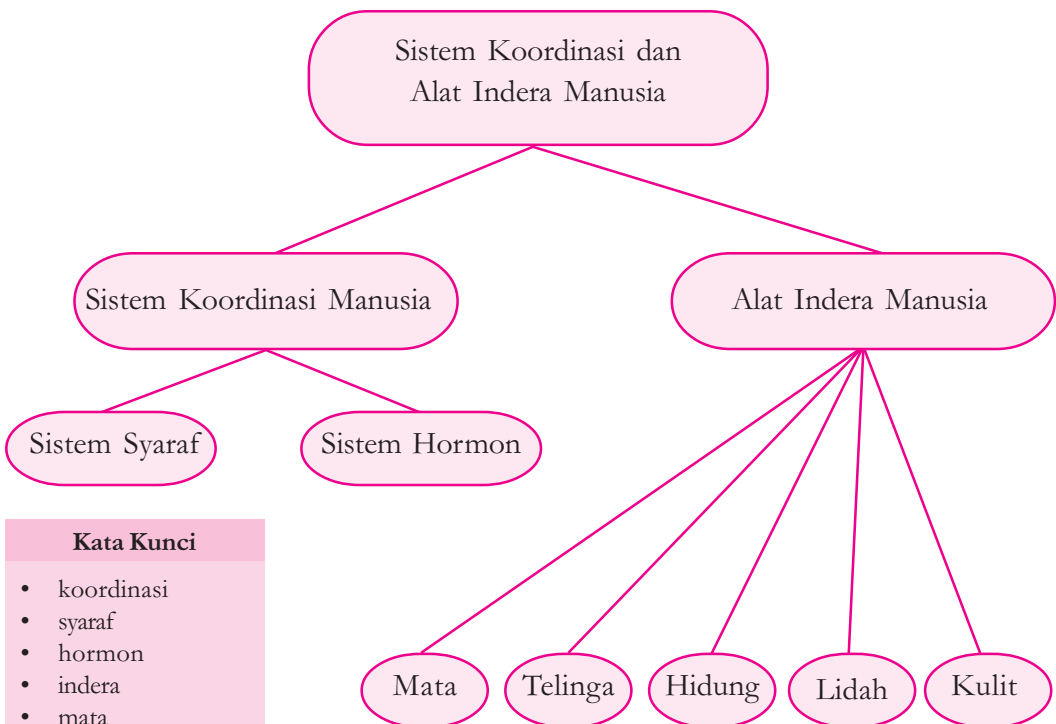 Sistem Koordinasi dan
Alat Indera Manusia
Sistem Koordinasi Manusia
Alat Indera Manusia
Sistem Syaraf
Sistem Hormon
Kata Kunci
• koordinasi
• syaraf
• hormon
• indera
• mata
Mata
Telinga
Hidung
Lidah
Kulit